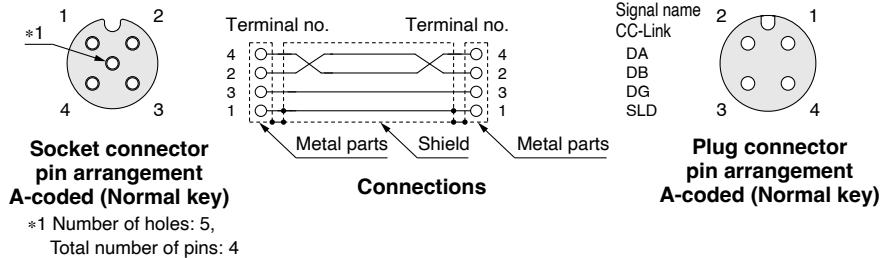 1 2
*1
4 3
Socket connector
pin arrangement
A-coded (Normal key)
*1 Number of holes: 5,
Total number of pins: 4
Terminal no. Terminal no.
4 4
2 2
3 3
1 1
Metal parts Shield Metal parts
Connections
Signal name
CC-Link
DA
DB
DG
SLD
2 1
3 4
Plug connector
pin arrangement
A-coded (Normal key)